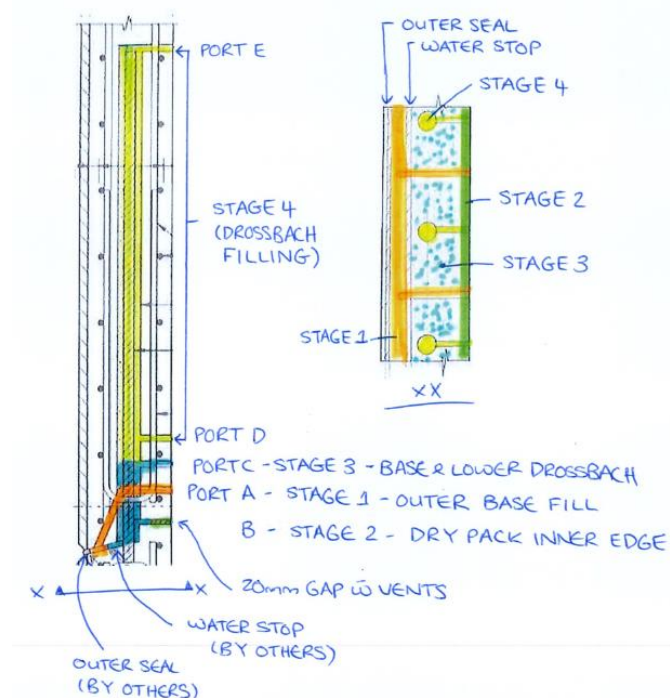 PORT E
STAGE 4
(DROSSBACH
FILLING)
PORT D
PORT C - STAGE 3 - BASE & LOWER DROSSBACH
PORT A - STAGE 1 - OUTER BASE FILL
B - STAGE 2 - DRY PACK INNER EDGE
20mm GAP w̄ VENTS
X
X
WATER STOP
(BY OTHERS)
OUTER SEAL
(BY OTHERS)
OUTER SEAL
WATER STOP
STAGE 4
STAGE 2
STAGE 3
STAGE 1
XX